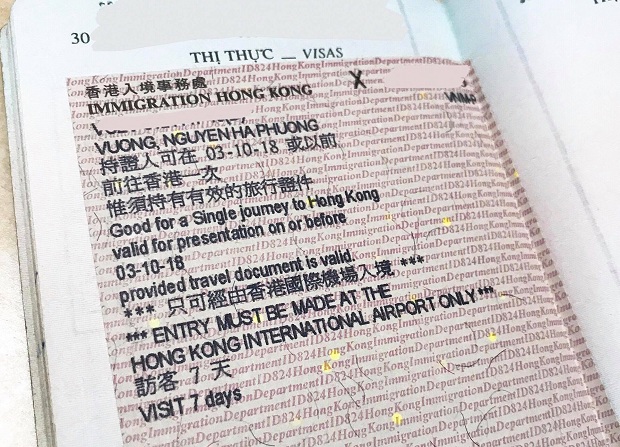 30
THỊ THỰC — VISAS
香港入境事務處
IMMIGRATION HONG KONG
X
VUONG, NGUYEN HA PHUONG
持證人可在 03-10-18 或以前
前往香港一次
惟須持有有效的旅行證件
Good for a Single journey to Hong Kong
valid for presentation on or before
03-10-18
provided travel document is valid.
*** 只可經由香港國際機場入境 ***
*** ENTRY MUST BE MADE AT THE
HONG KONG INTERNATIONAL AIRPORT ONLY ***
訪客 7 天
VISIT 7 days